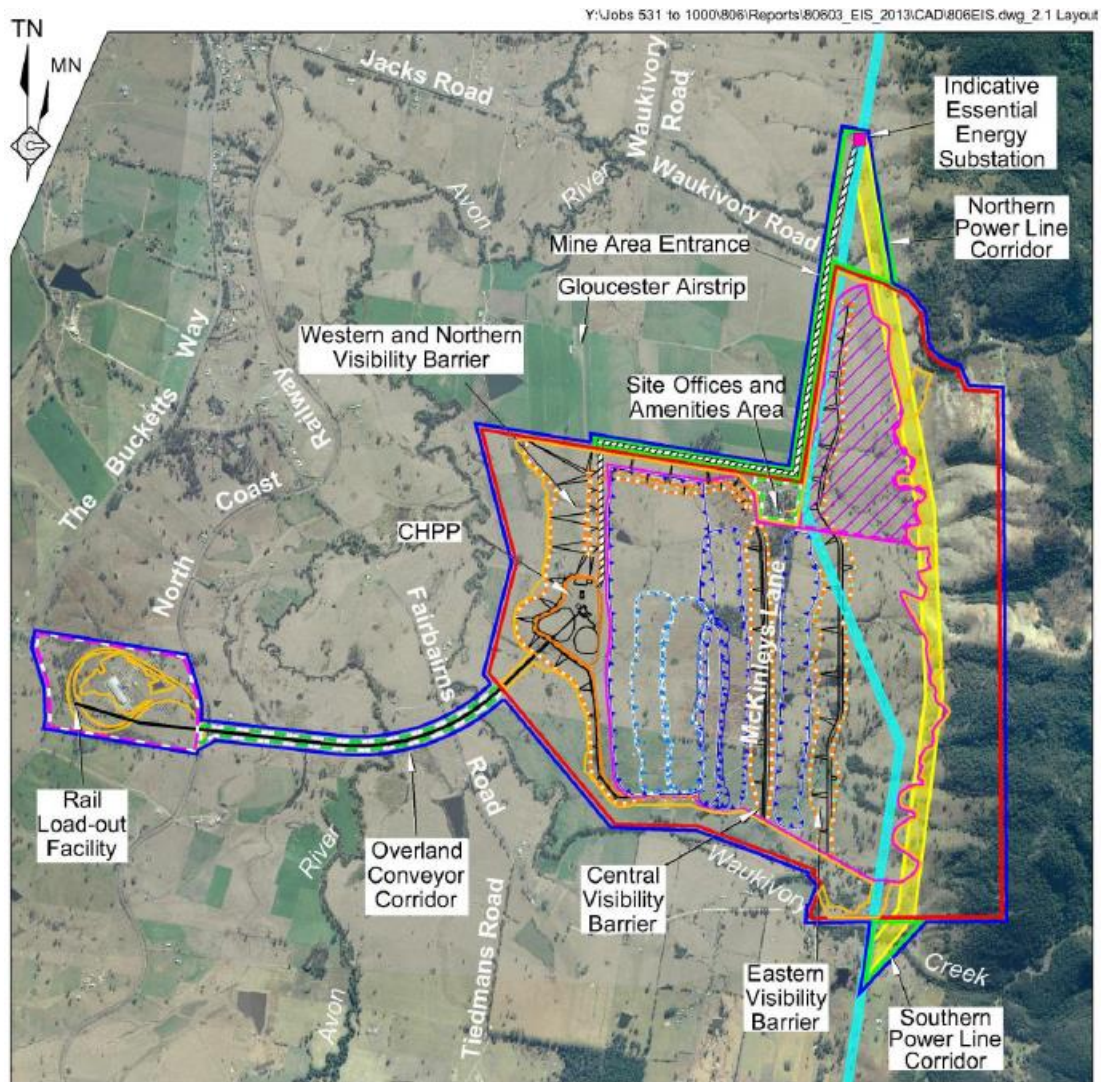 Y:\Jobs 531 to 1000\806\Reports\80603_EIS_2013\CAD\806EIS.dwg_2.1 Layout
TN
MN
Jacks Road
Waukivory
Road
Indicative
Essential
Energy
Substation
Avon
River
Waukivory Road
Northern
Power Line
Corridor
Mine Area Entrance
Gloucester Airstrip
Western and Northern
Visibility Barrier
Site Offices and
Amenities Area
The Bucketts Way
North Coast Railway
CHPP
Fairbairns
Road
McKinleys Lane
Rail
Load-out
Facility
River
Avon
Overland
Conveyor
Corridor
Tiedmans Road
Central
Visibility
Barrier
Waukivory
Creek
Eastern
Visibility
Barrier
Southern
Power Line
Corridor